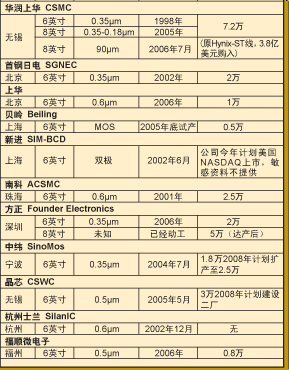 华润上华 CSMC
无锡 6英寸 0.35μm 1998年 7.2万
8英寸 0.35-0.18μm 2005年
8英寸 90μm 2006年7月 (原Hynix-ST线，3.8亿
美元购入)
首钢日电 SGNEC
北京 6英寸 0.35μm 2002年 2万
上华
北京 6英寸 0.6μm 2006年 1万
贝岭 Beiling
上海 6英寸 MOS 2005年底试产 0.5万
新进 SIM-BCD
上海 6英寸 双极 2002年6月 公司今年计划美国
NASDAQ上市，敏
感资料不提供
南科 ACSMC
珠海 6英寸 0.6μm 2001年 2.5万
方正 Founder Electronics
深圳 6英寸 0.35μm 2006年 2万
8英寸 未知 已经动工 5万（达产后）
中纬 SinoMos
宁波 6英寸 0.35μm 2004年7月 1.8万2008年计划扩
产至2.5万
晶芯 CSWC
无锡 6英寸 0.5μm 2005年5月 3万2008年计划建设
二厂
杭州士兰 SilanIC
杭州 6英寸 0.6μm 2002年12月 无
福顺微电子
福州 6英寸 0.5μm 2006年 0.8万